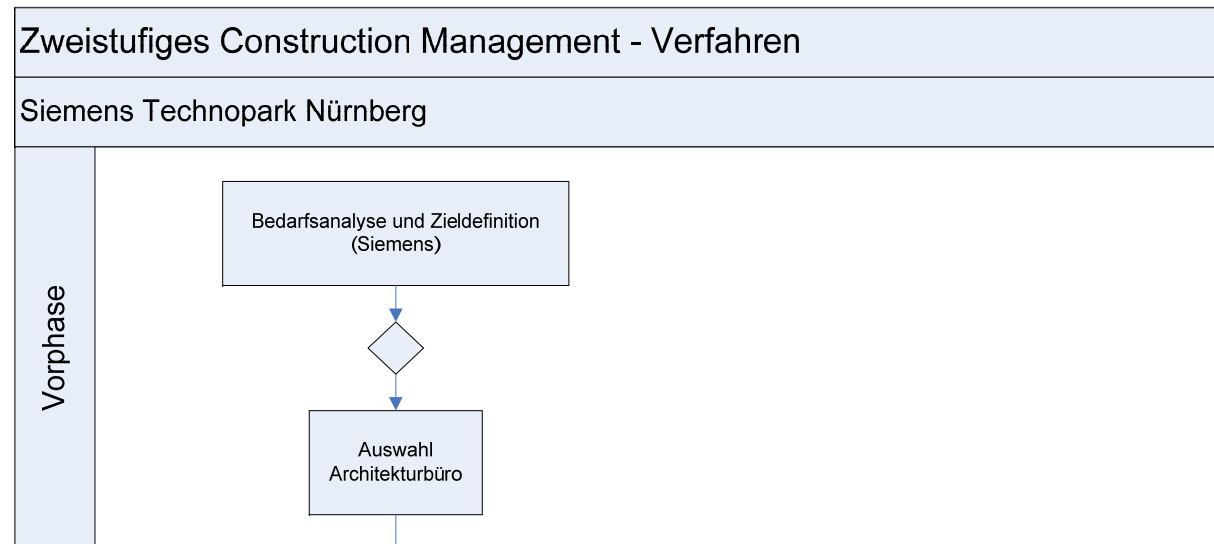 Zweistufiges Construction Management - Verfahren
Siemens Technopark Nürnberg
Vorphase
Bedarfsanalyse und Zieldefinition
(Siemens)
Auswahl
Architekturbüro